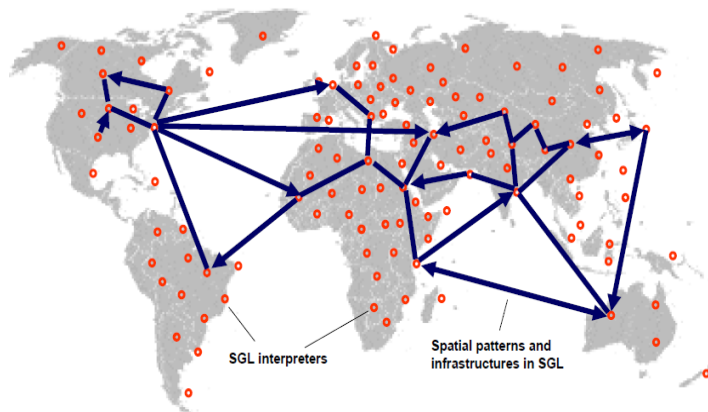 SGL interpreters
Spatial patterns and
infrastructures in SGL